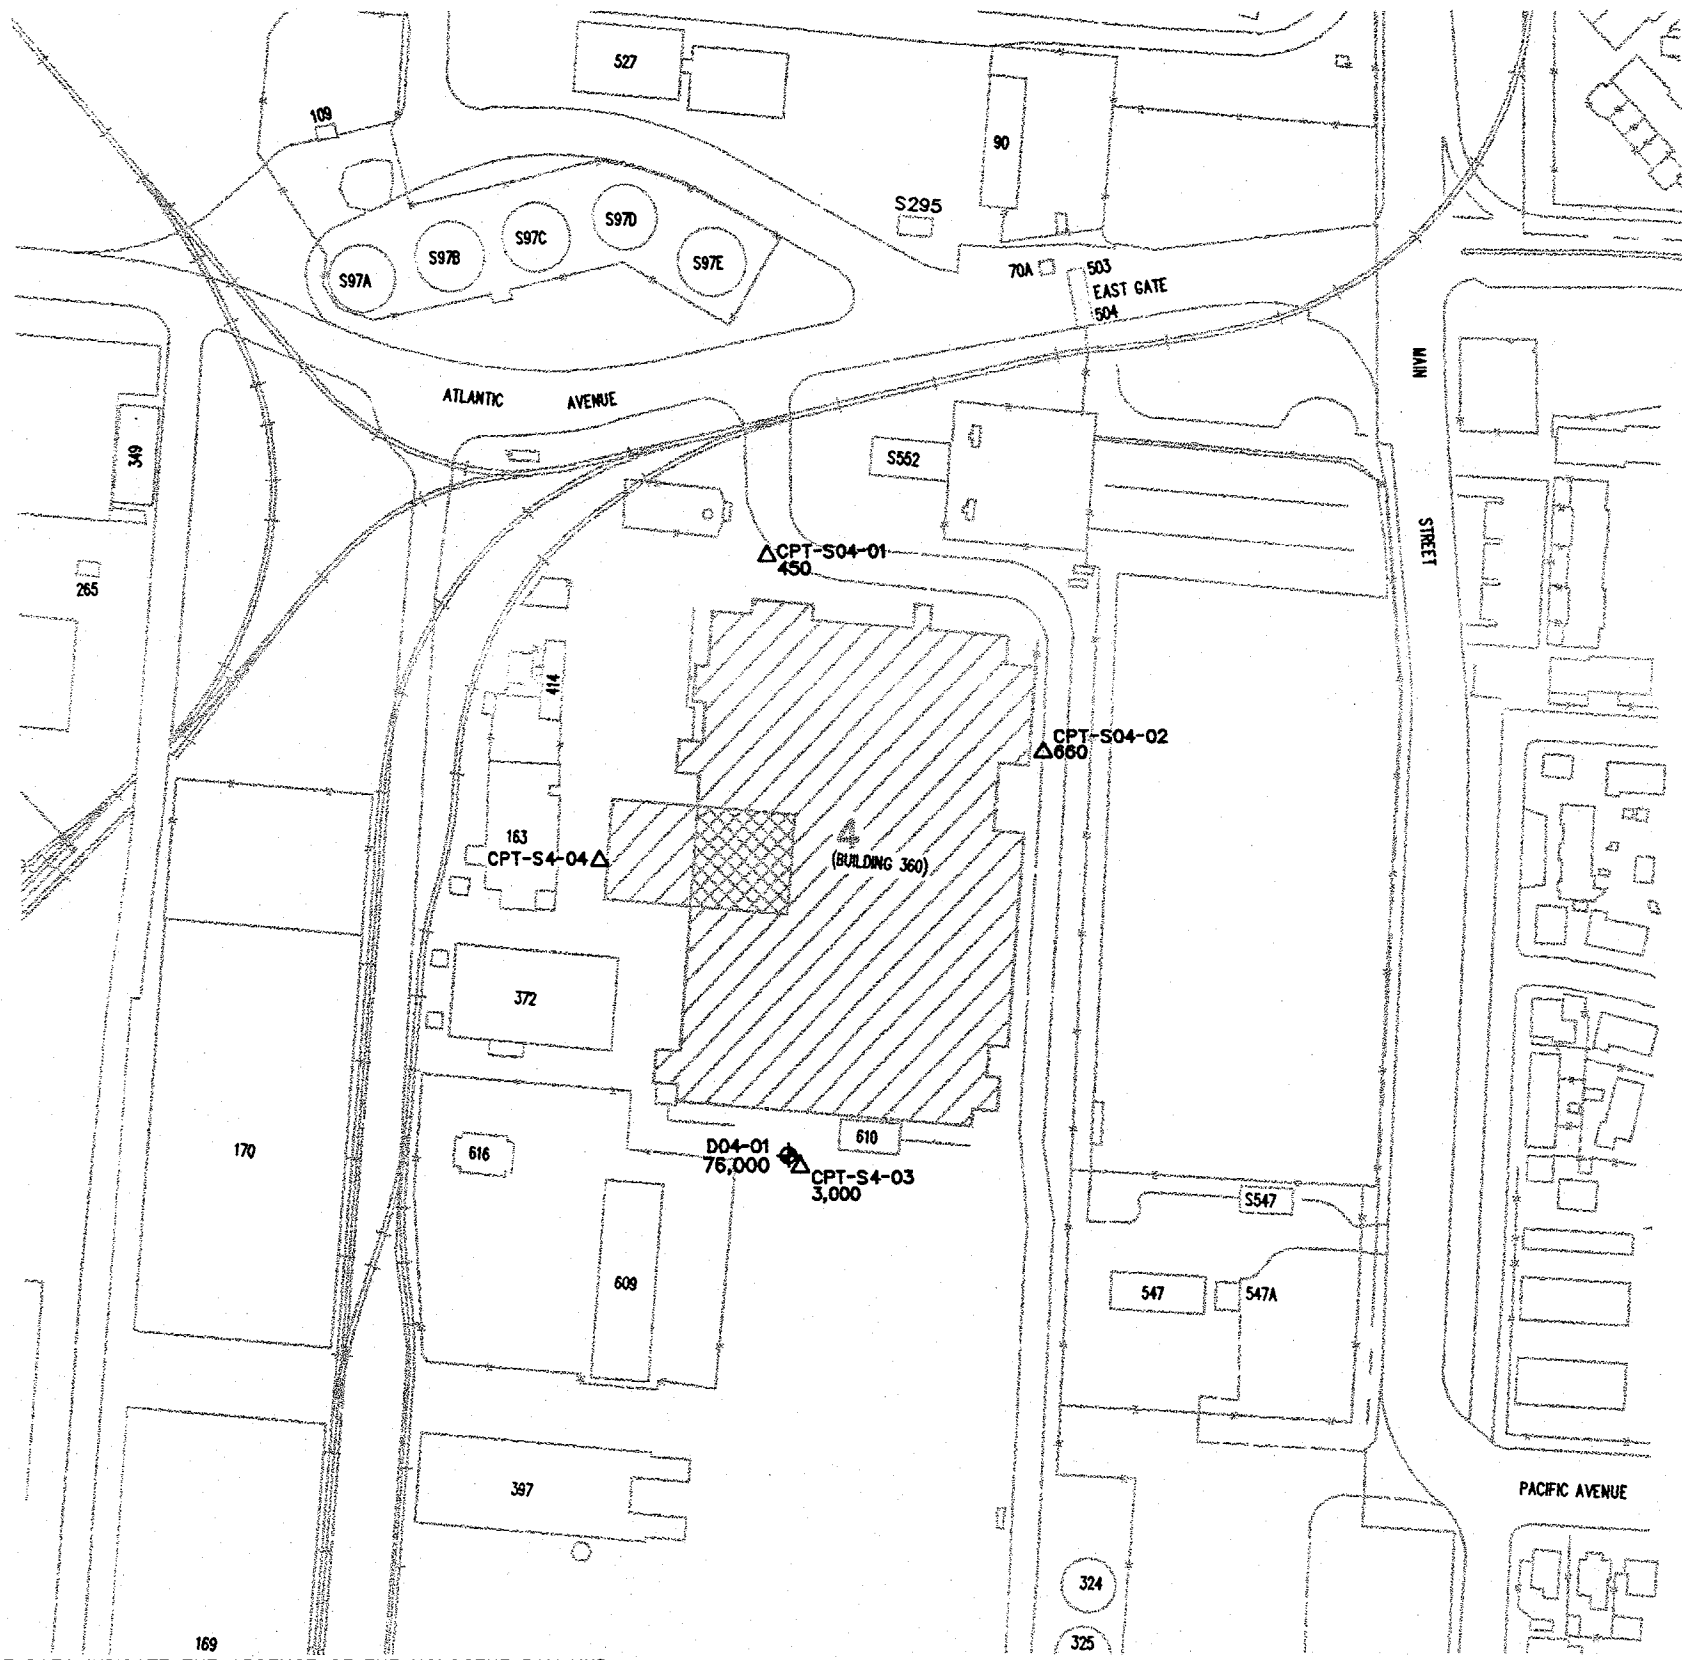 527
109
90
S295
S97D
S97C
S97B
S97E
S97A
70A
503
EAST GATE
504
MAIN
STREET
ATLANTIC AVENUE
349
S552
265
CPT-S04-01
450
414
CPT-S04-02
660
163
CPT-S4-04
4
(BUILDING 360)
372
170
616
610
D04-01
76,000
CPT-S4-03
3,000
S547
609
547
547A
397
PACIFIC AVENUE
324
325
169